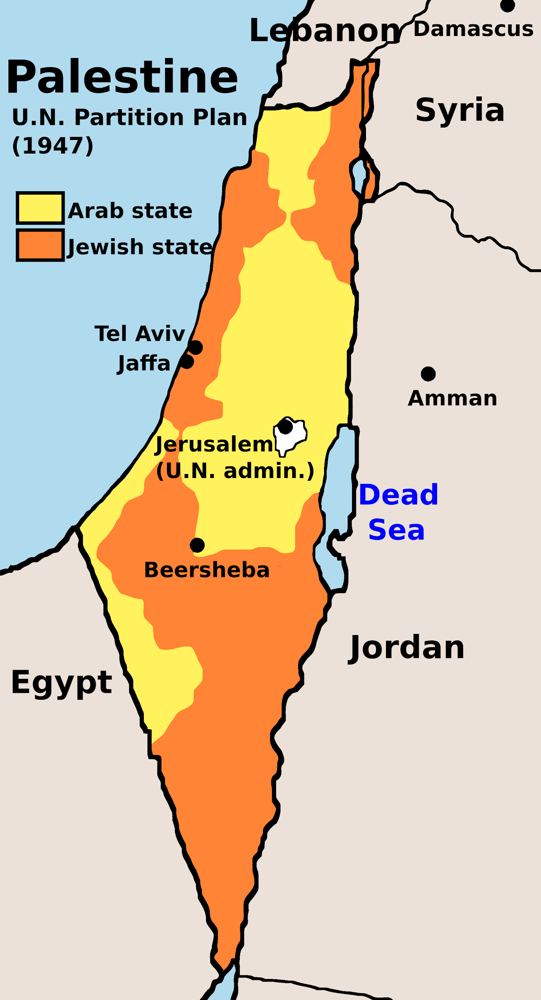 Lebanon
Damascus
Palestine
U.N. Partition Plan
(1947)
Syria
Arab state
Jewish state
Tel Aviv
Jaffa
Amman
Jerusalem
(U.N. admin.)
Dead
Sea
Beersheba
Jordan
Egypt